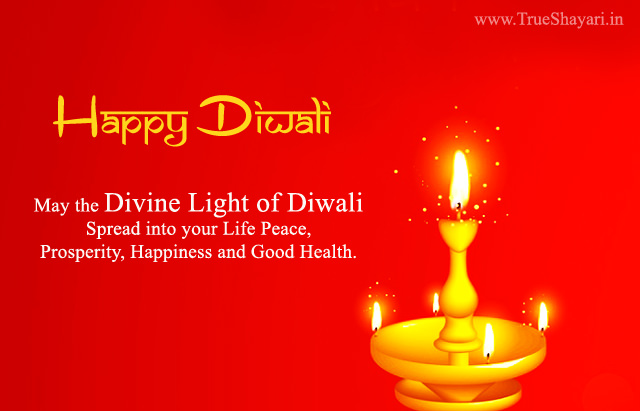 www.TrueShayari.in
Happy Diwali
May the Divine Light of Diwali
Spread into your Life Peace,
Prosperity, Happiness and Good Health.